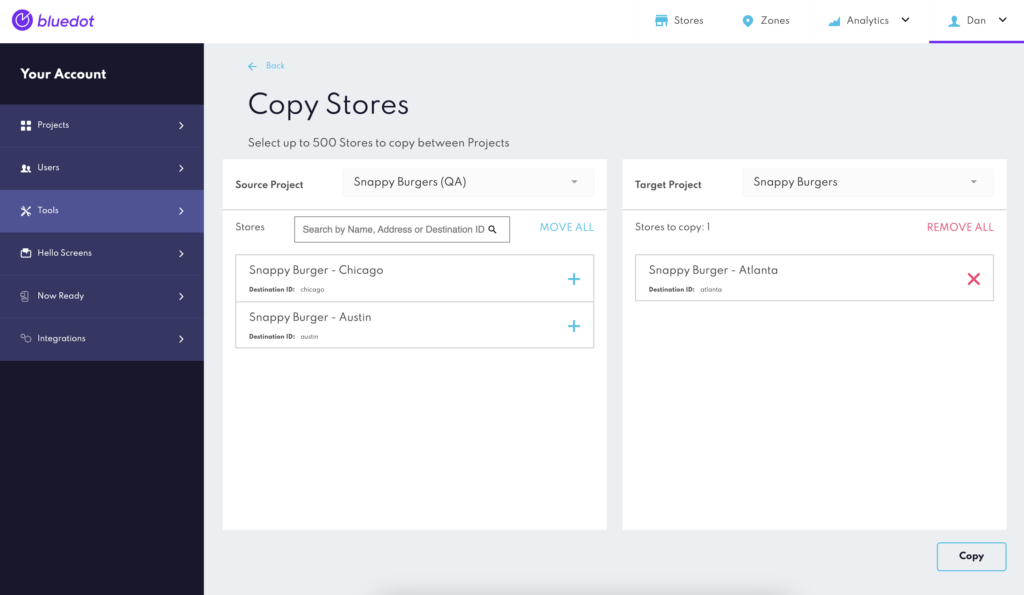 bluedot
Stores
Zones
Analytics
Dan
Your Account
Projects
Users
Tools
Hello Screens
Now Ready
Integrations
Back
Copy Stores
Select up to 500 Stores to copy between Projects
Source Project
Snappy Burgers (QA)
Stores
Search by Name, Address or Destination ID
MOVE ALL
Snappy Burger - Chicago
Destination ID: chicago
Snappy Burger - Austin
Destination ID: austin
Target Project
Snappy Burgers
Stores to copy: 1
REMOVE ALL
Snappy Burger - Atlanta
Destination ID: atlanta
Copy